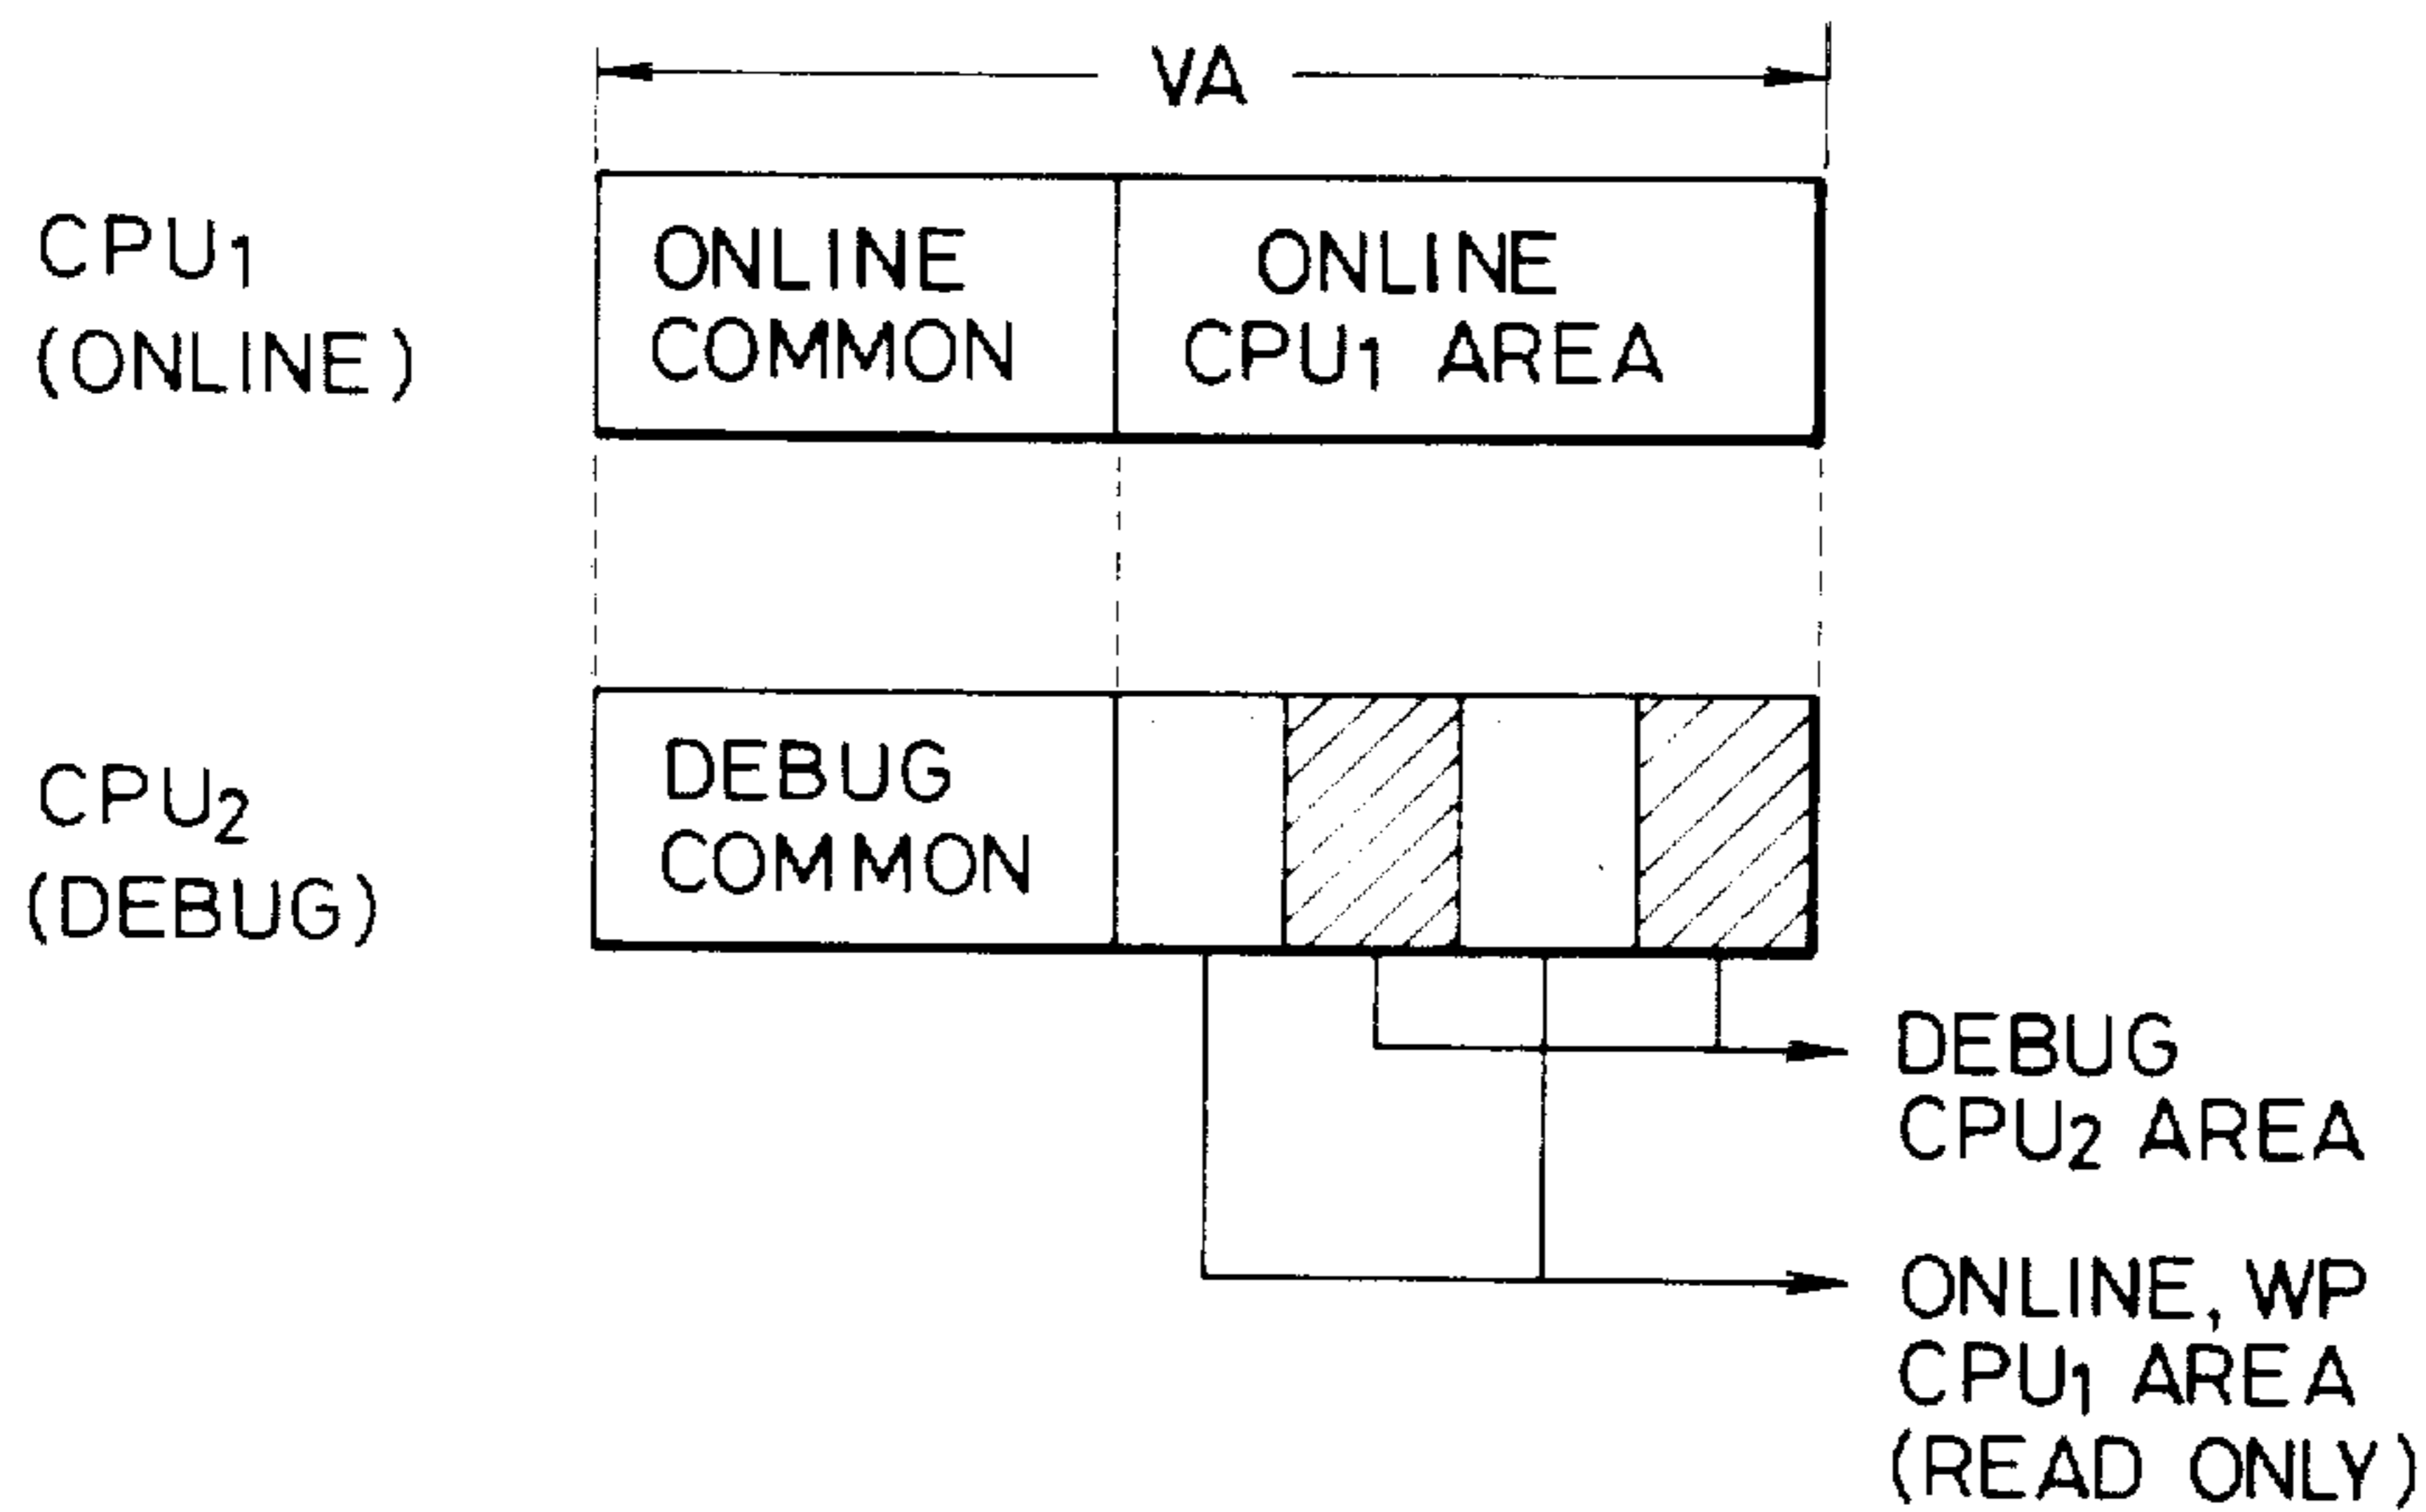 VA
CPU₁
(ONLINE)
ONLINE
COMMON
ONLINE
CPU₁ AREA
CPU₂
(DEBUG)
DEBUG
COMMON
DEBUG
CPU₂ AREA
ONLINE, WP
CPU₁ AREA
(READ ONLY)